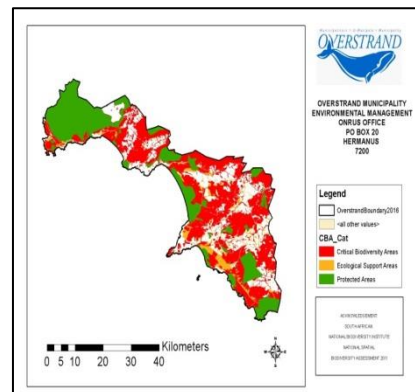 OVERSTRAND
OVERSTRAND MUNICIPALITY
ENVIRONMENTAL MANAGEMENT
ONRUS OFFICE
PO BOX 20
HERMANUS
7200
Legend
OverstrandBoundary2016
<all other values>
CBA_Cat
Critical Biodiversity Areas
Ecological Support Areas
Protected Areas
Kilometers
0 5 10 20 30 40
ACKNOWLEDGEMENT
SOUTH AFRICAN
NATIONAL BIODIVERSITY INSTITUTE
NATIONAL SPATIAL
BIODIVERSITY ASSESSMENT 2011